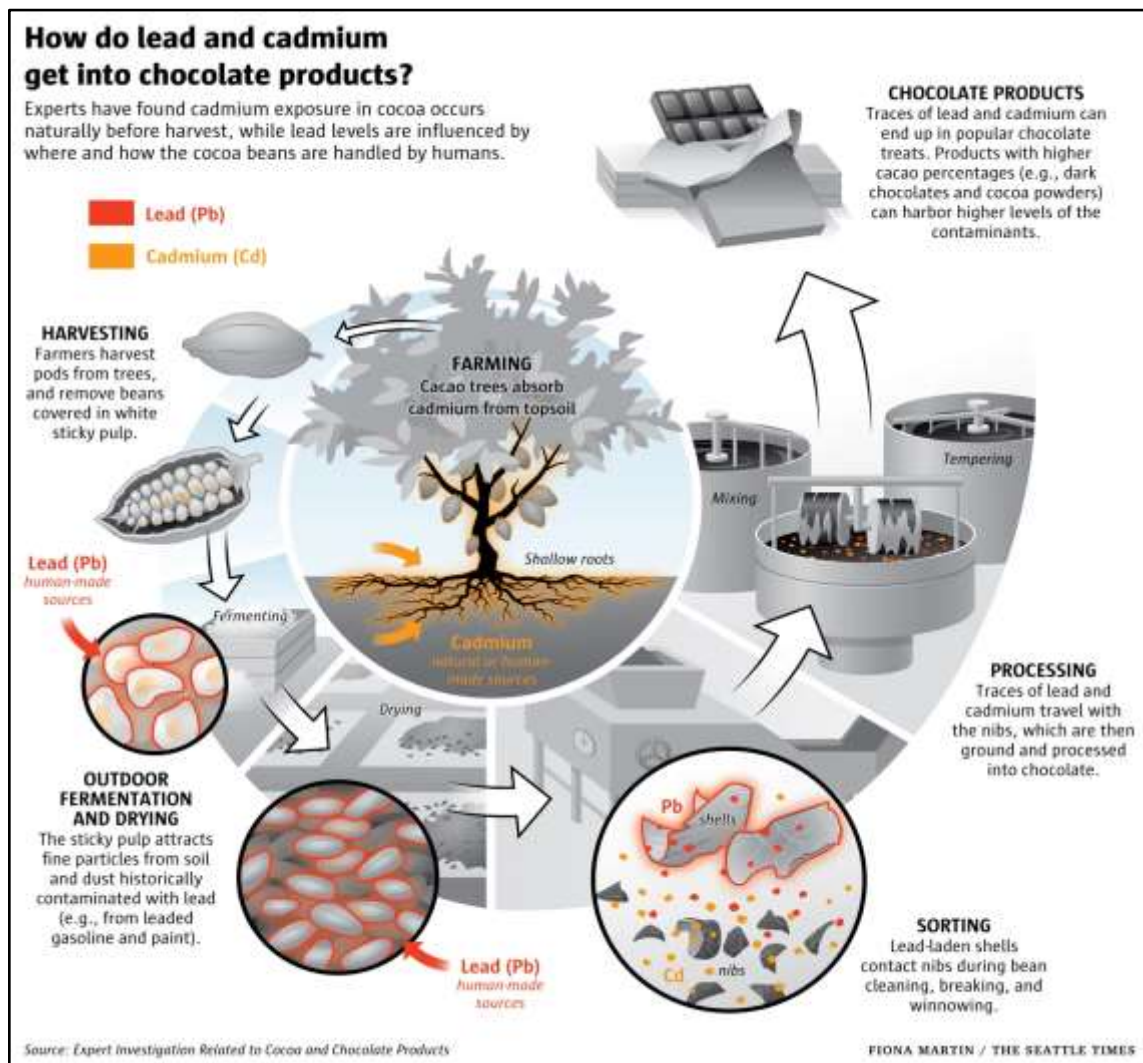 How do lead and cadmium
get into chocolate products?
Experts have found cadmium exposure in cocoa occurs
naturally before harvest, while lead levels are influenced by
where and how the cocoa beans are handled by humans.
Lead (Pb)
Cadmium (Cd)
CHOCOLATE PRODUCTS
Traces of lead and cadmium can
end up in popular chocolate
treats. Products with higher
cacao percentages (e.g., dark
chocolates and cocoa powders)
can harbor higher levels of the
contaminants.
HARVESTING
Farmers harvest
pods from trees,
and remove beans
covered in white
sticky pulp.
FARMING
Cacao trees absorb
cadmium from topsoil
Shallow roots
Cadmium
natural or human-
made sources
Mixing
Tempering
Lead (Pb)
human-made
sources
Fermenting
Drying
PROCESSING
Traces of lead and
cadmium travel with
the nibs, which are then
ground and processed
into chocolate.
OUTDOOR
FERMENTATION
AND DRYING
The sticky pulp attracts
fine particles from soil
and dust historically
contaminated with lead
(e.g., from leaded
gasoline and paint).
Lead (Pb)
human-made
sources
Pb
shells
Cd
nibs
SORTING
Lead-laden shells
contact nibs during bean
cleaning, breaking, and
winnowing.
Source: Expert Investigation Related to Cocoa and Chocolate Products
FIONA MARTIN / THE SEATTLE TIMES